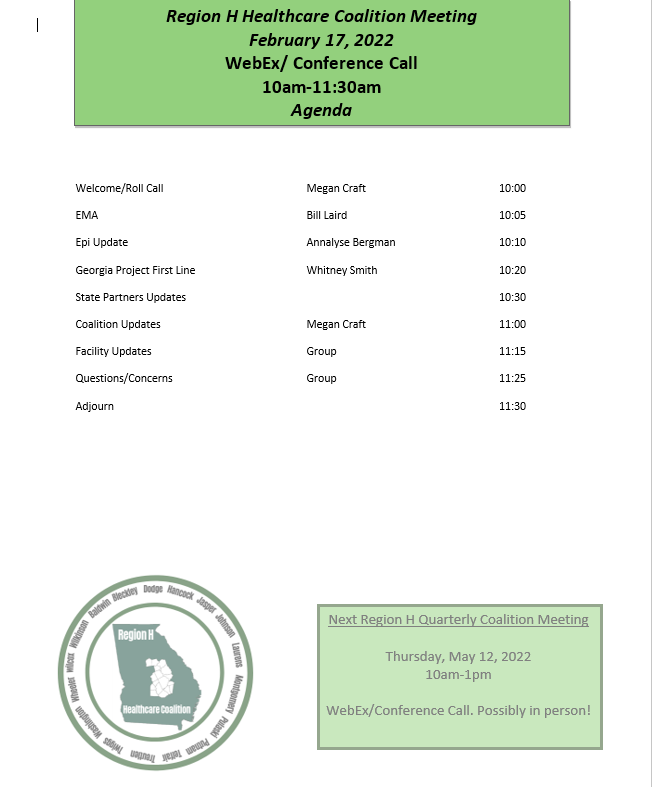 Region H Healthcare Coalition Meeting
February 17, 2022
WebEx/ Conference Call
10am-11:30am
Agenda
Welcome/Roll Call Megan Craft 10:00
EMA Bill Laird 10:05
Epi Update Annalyse Bergman 10:10
Georgia Project First Line Whitney Smith 10:20
State Partners Updates 10:30
Coalition Updates Megan Craft 11:00
Facility Updates Group 11:15
Questions/Concerns Group 11:25
Adjourn 11:30
Baldwin Bleckley Dodge Hancock Jasper Johnson Laurens Montgomery Pulaski Putnam Telfair Treutlen Twiggs Washington Wheeler Wilcox Wilkinson
Region H
Healthcare Coalition
Next Region H Quarterly Coalition Meeting
Thursday, May 12, 2022
10am-1pm
WebEx/Conference Call. Possibly in person!